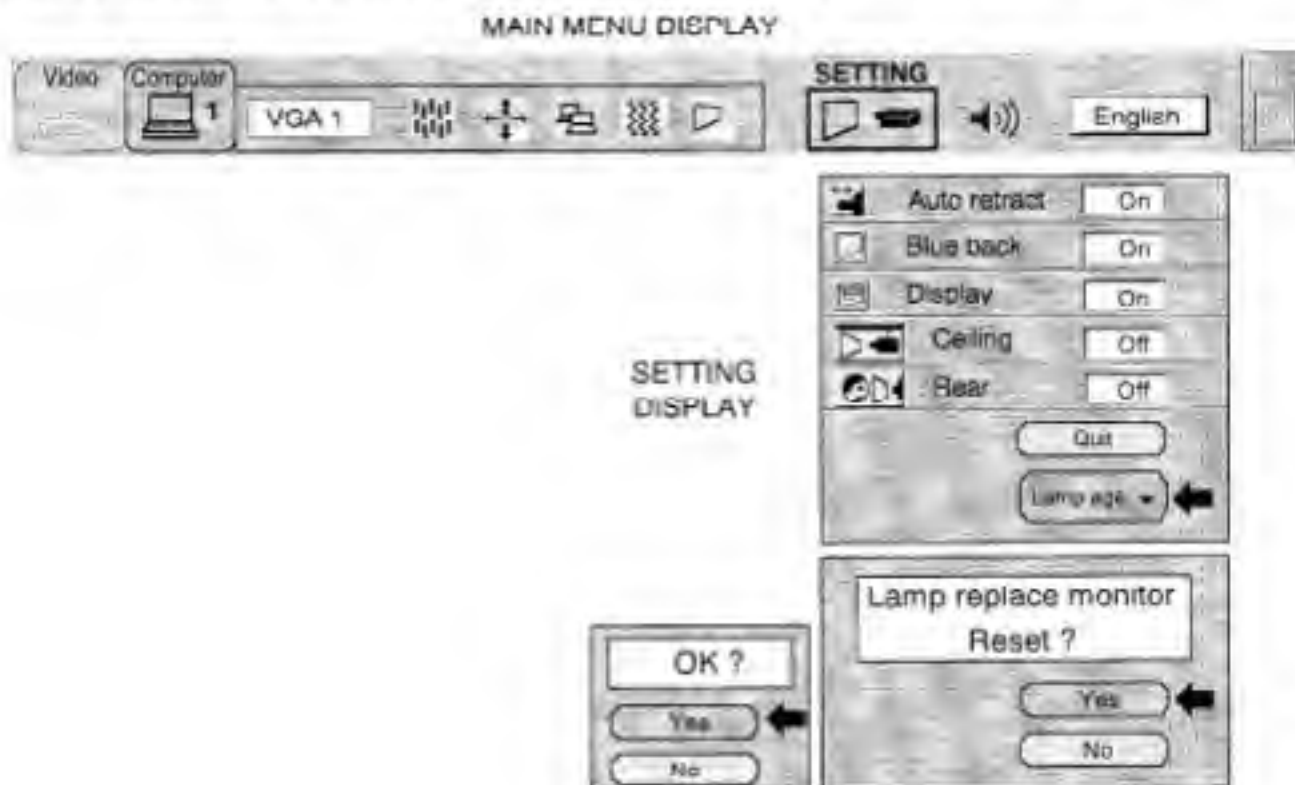 MAIN MENU DISPLAY
Video
Computer
1
VGA 1
SETTING
English
Auto retract On
Blue back On
Display On
Ceiling Off
Rear Off
SETTING
DISPLAY
Quit
Lamp age
Lamp replace monitor
Reset ?
Yes
No
OK ?
Yes
No